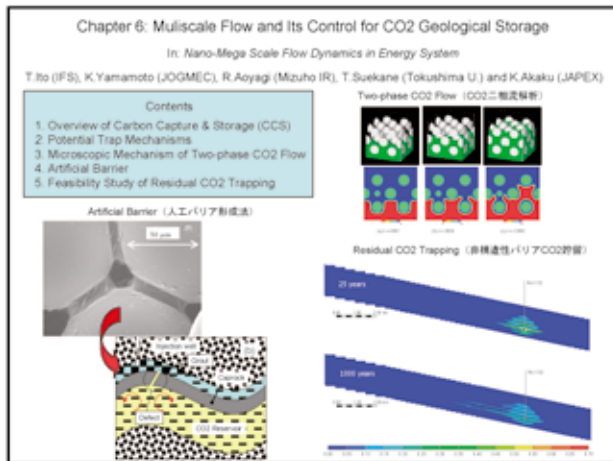 Chapter 6: Muliscale Flow and Its Control for CO2 Geological Storage
In: Nano-Mega Scale Flow Dynamics in Energy System
T.Ito (IFS), K.Yamamoto (JOGMEC), R.Aoyagi (Mizuho IR), T.Suekane (Tokushima U.) and K.Akaku (JAPEX)
Contents
1. Overview of Carbon Capture & Storage (CCS)
2. Potential Trap Mechanisms
3. Microscopic Mechanism of Two-phase CO2 Flow
4. Artificial Barrier
5. Feasibility Study of Residual CO2 Trapping
Two-phase CO2 Flow (CO2二相流解析)
Artificial Barrier (人工バリア形成法)
50 μm
Injection well
Grout
Caprock
Defect
CO2 Reservoir
Residual CO2 Trapping (非構造性バリアCO2貯留)
25 years
1000 years